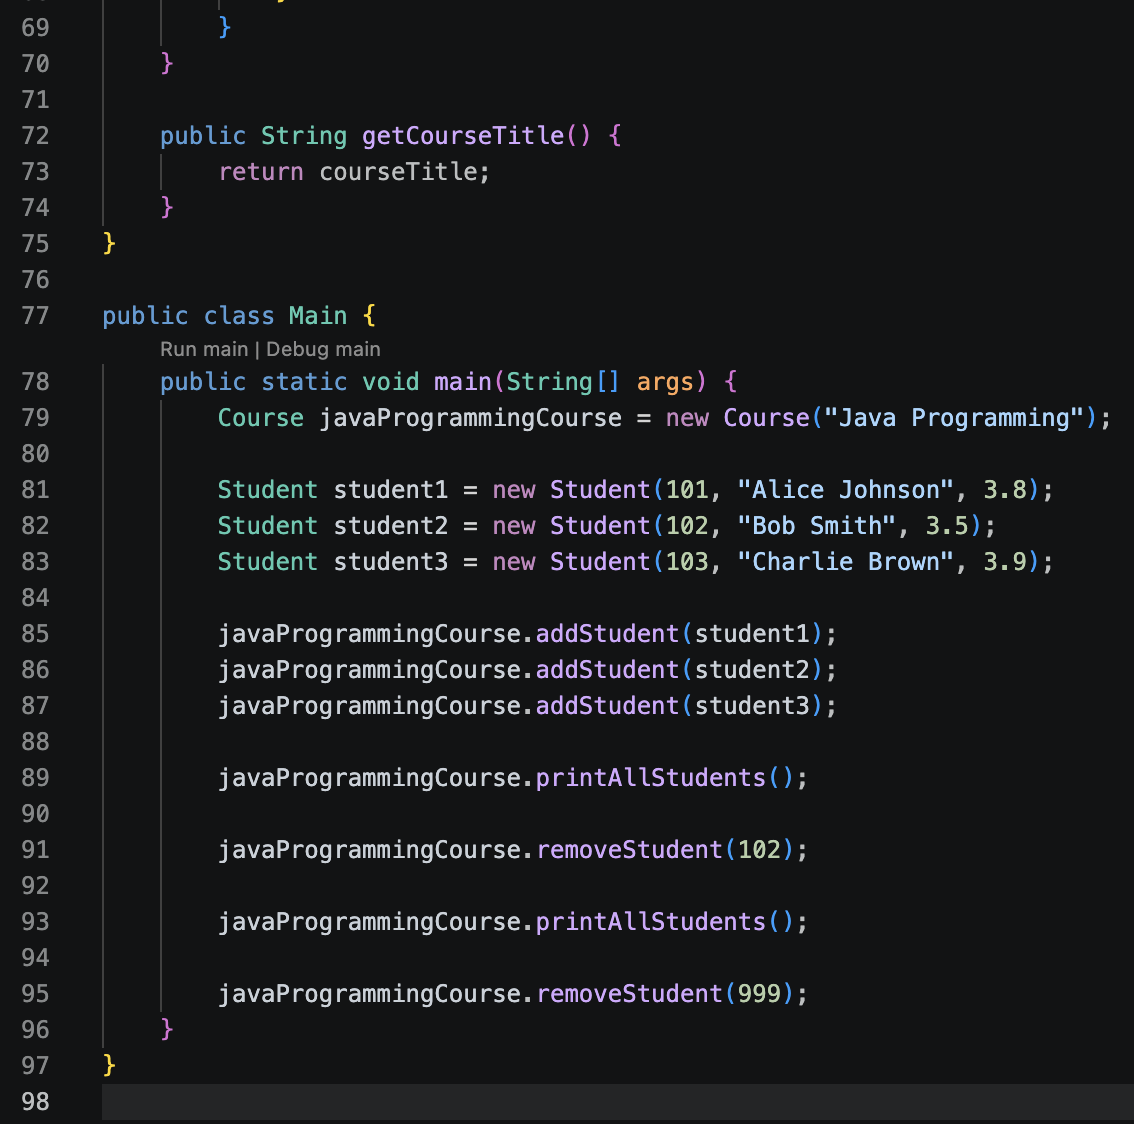 69             }
70         }
71
72     public String getCourseTitle() {
73         return courseTitle;
74     }
75 }
76
77 public class Main {
Run main | Debug main
78     public static void main(String[] args) {
79         Course javaProgrammingCourse = new Course("Java Programming");
80
81         Student student1 = new Student(101, "Alice Johnson", 3.8);
82         Student student2 = new Student(102, "Bob Smith", 3.5);
83         Student student3 = new Student(103, "Charlie Brown", 3.9);
84
85         javaProgrammingCourse.addStudent(student1);
86         javaProgrammingCourse.addStudent(student2);
87         javaProgrammingCourse.addStudent(student3);
88
89         javaProgrammingCourse.printAllStudents();
90
91         javaProgrammingCourse.removeStudent(102);
92
93         javaProgrammingCourse.printAllStudents();
94
95         javaProgrammingCourse.removeStudent(999);
96     }
97 }
98